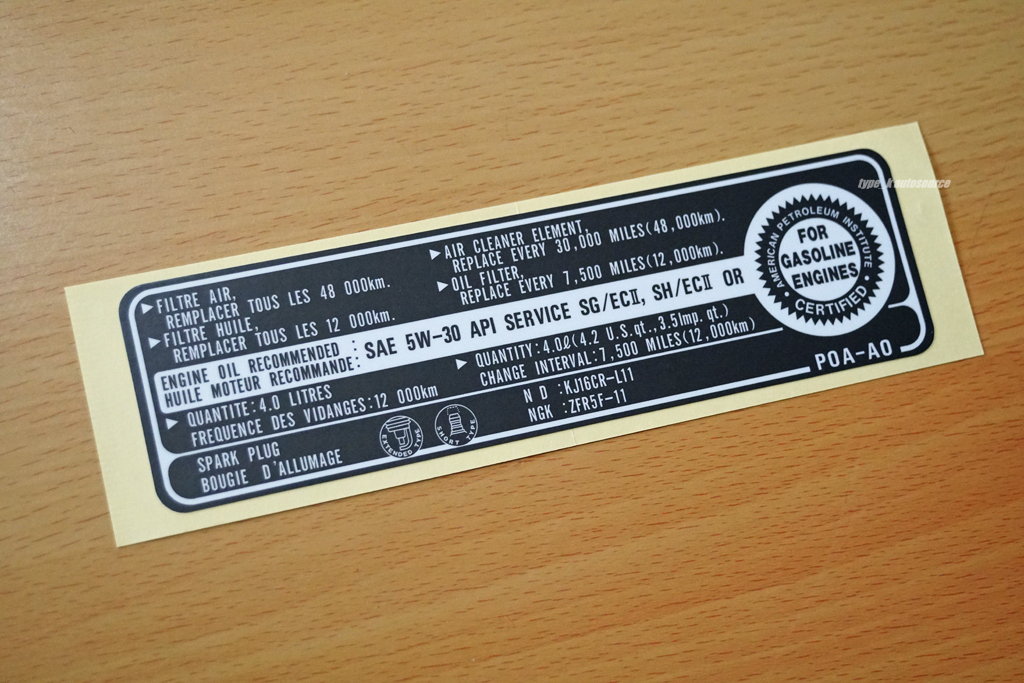 FILTRE AIR,
REMPLACER TOUS LES 48 000km.
FILTRE HUILE,
REMPLACER TOUS LES 12 000km.
AIR CLEANER ELEMENT,
REPLACE EVERY 30,000 MILES(48,000km).
OIL FILTER,
REPLACE EVERY 7,500 MILES(12,000km).
ENGINE OIL RECOMMENDED :
HUILE MOTEUR RECOMMANDE:
SAE 5W-30 API SERVICE SG/ECⅡ, SH/ECⅡ OR
AMERICAN PETROLEUM INSTITUTE
FOR
GASOLINE
ENGINES
CERTIFIED
QUANTITE:4.0 LITRES
FREQUENCE DES VIDANGES:12 000km
QUANTITY:4.0ℓ(4.2 U.S.qt.,3.5Imp.qt.)
CHANGE INTERVAL:7,500 MILES(12,000km)
SPARK PLUG
BOUGIE D'ALLUMAGE
EXTENDED TYPE
SHORT TYPE
N D :KJ16CR-L11
NGK :ZFR5F-11
P0A-A0